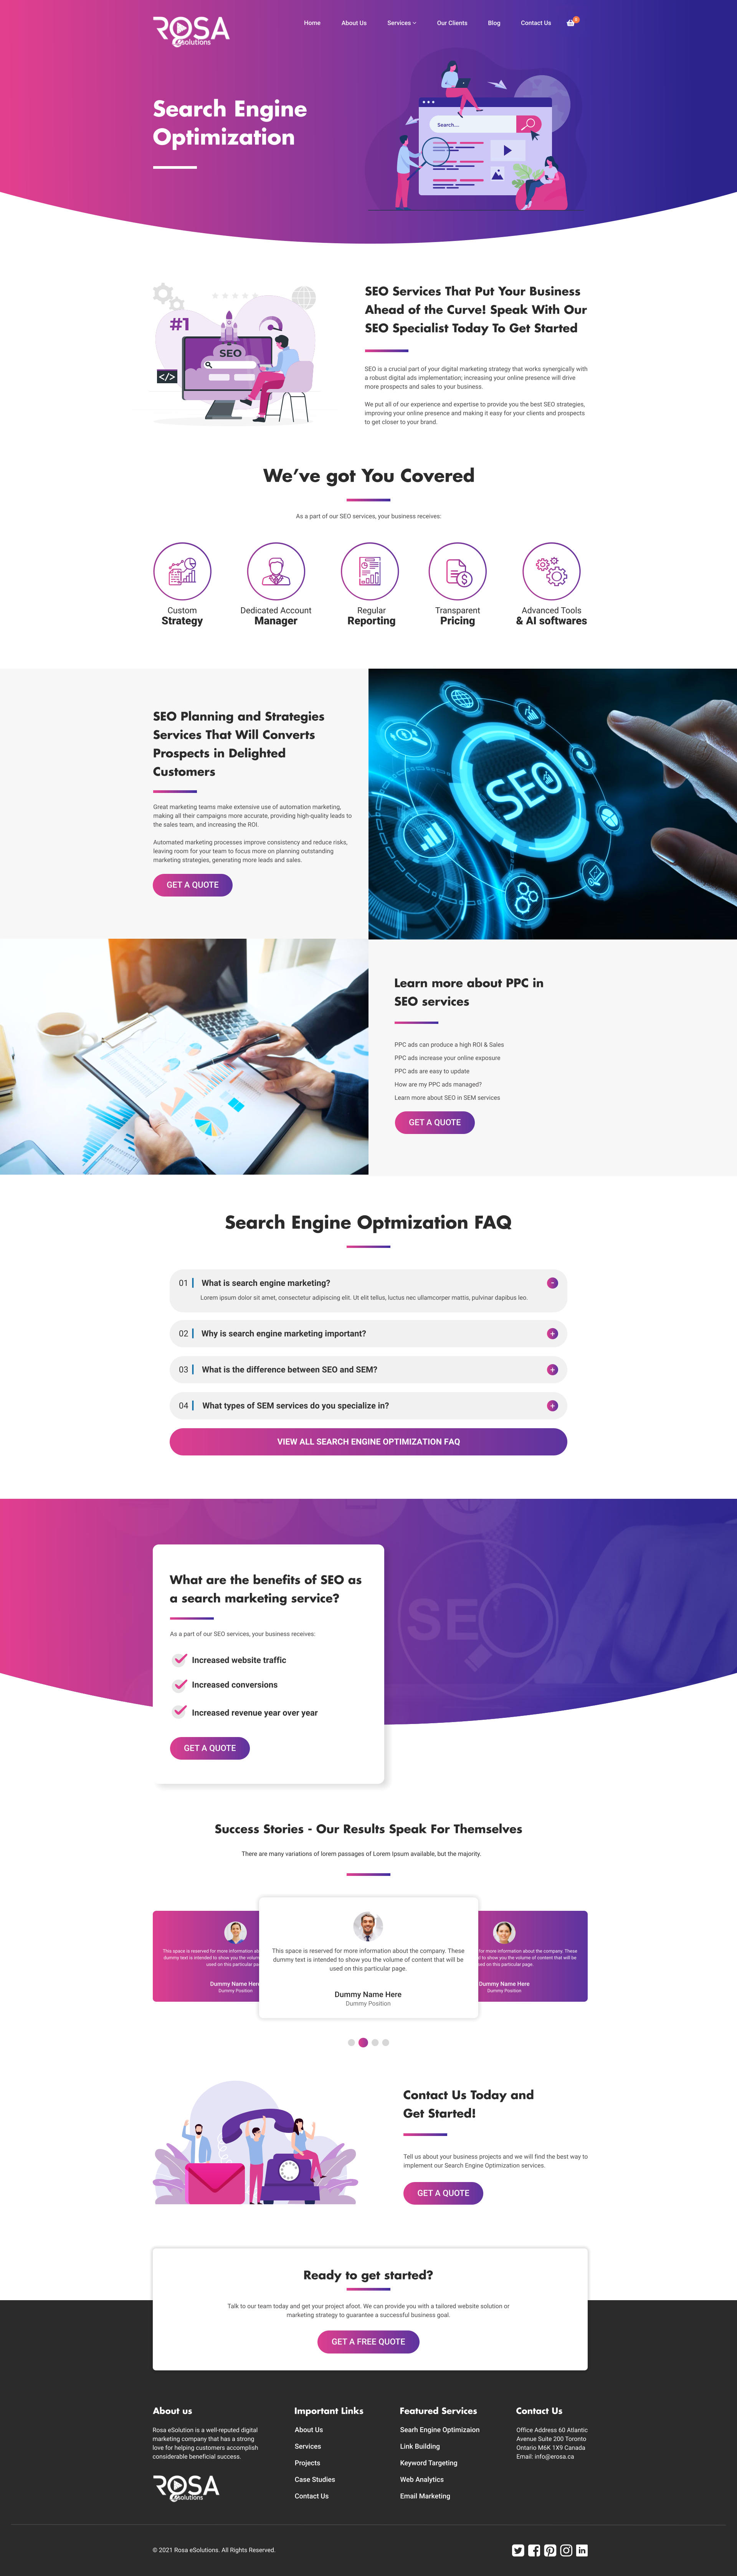 ROSA
eSolutions
Home
About Us
Services
Our Clients
Blog
Contact Us
Search Engine
Optimization
Search....
#1
SEO
</>
SEO Services That Put Your Business
Ahead of the Curve! Speak With Our
SEO Specialist Today To Get Started
SEO is a crucial part of your digital marketing strategy that works synergically with
a robust digital ads implementation; increasing your online presence will drive
more prospects and sales to your business.
We put all of our experience and expertise to provide you the best SEO strategies,
improving your online presence and making it easy for your clients and prospects
to get closer to your brand.
We've got You Covered
As a part of our SEO services, your business receives:
Custom
Strategy
Dedicated Account
Manager
Regular
Reporting
Transparent
Pricing
Advanced Tools
& AI softwares
SEO Planning and Strategies
Services That Will Converts
Prospects in Delighted
Customers
Great marketing teams make extensive use of automation marketing,
making all their campaigns more accurate, providing high-quality leads to
the sales team, and increasing the ROI.
Automated marketing processes improve consistency and reduce risks,
leaving room for your team to focus more on planning outstanding
marketing strategies, generating more leads and sales.
GET A QUOTE
SEO
Learn more about PPC in
SEO services
PPC ads can produce a high ROI & Sales
PPC ads increase your online exposure
PPC ads are easy to update
How are my PPC ads managed?
Learn more about SEO in SEM services
GET A QUOTE
Search Engine Optmization FAQ
01 What is search engine marketing? -
Lorem ipsum dolor sit amet, consectetur adipiscing elit. Ut elit tellus, luctus nec ullamcorper mattis, pulvinar dapibus leo.
02 Why is search engine marketing important? +
03 What is the difference between SEO and SEM? +
04 What types of SEM services do you specialize in? +
VIEW ALL SEARCH ENGINE OPTIMIZATION FAQ
SEO
What are the benefits of SEO as
a search marketing service?
As a part of our SEO services, your business receives:
Increased website traffic
Increased conversions
Increased revenue year over year
GET A QUOTE
Success Stories - Our Results Speak For Themselves
There are many variations of lorem passages of Lorem Ipsum available, but the majority.
This space is reserved for more information ab
dummy text is intended to show you the volum
used on this particular pa
Dummy Name Her
Dummy Position
This space is reserved for more information about the company. These
dummy text is intended to show you the volume of content that will be
used on this particular page.
Dummy Name Here
Dummy Position
for more information about the company. These
to show you the volume of content that will be
sed on this particular page.
Dummy Name Here
Dummy Position
Contact Us Today and
Get Started!
Tell us about your business projects and we will find the best way to
implement our Search Engine Optimization services.
GET A QUOTE
Ready to get started?
Talk to our team today and get your project afoot. We can provide you with a tailored website solution or
marketing strategy to guarantee a successful business goal.
GET A FREE QUOTE
About us
Rosa eSolution is a well-reputed digital
marketing company that has a strong
love for helping customers accomplish
considerable beneficial success.
ROSA
eSolutions
Important Links
About Us
Services
Projects
Case Studies
Contact Us
Featured Services
Searh Engine Optimizaion
Link Building
Keyword Targeting
Web Analytics
Email Marketing
Contact Us
Office Address 60 Atlantic
Avenue Suite 200 Toronto
Ontario M6K 1X9 Canada
Email: info@erosa.ca
© 2021 Rosa eSolutions. All Rights Reserved.